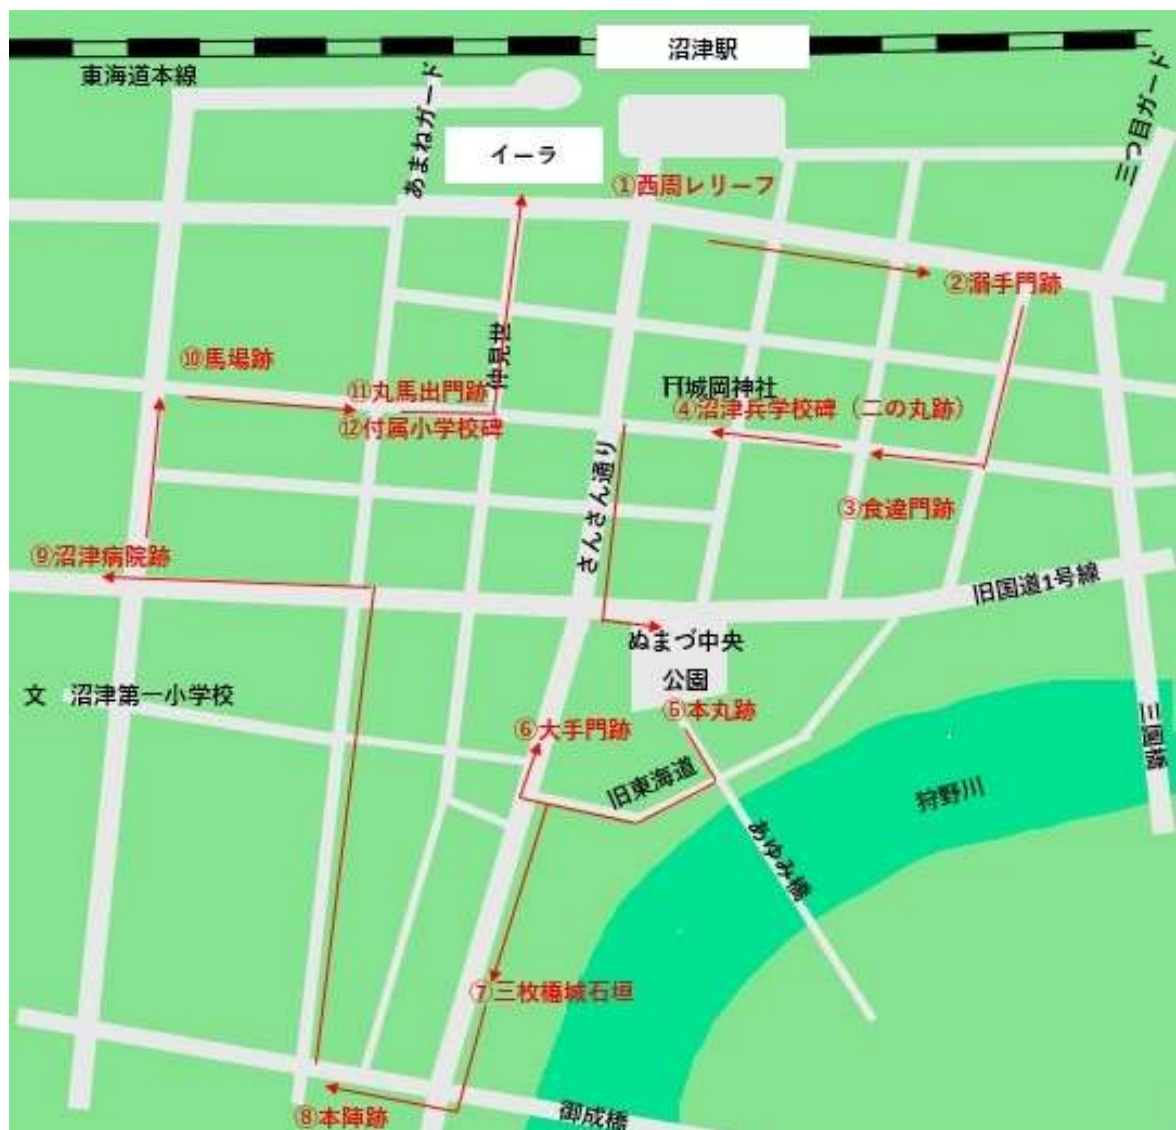 沼津駅
東海道本線
あまねガード
三つ目ガード
イーラ
①西周レリーフ
②溺手門跡
⑩馬場跡
仲見世
⑪丸馬出門跡
⑫付属小学校碑
城岡神社
④沼津兵学校碑（二の丸跡）
さんさん通り
③食違門跡
⑨沼津病院跡
旧国道1号線
ぬまづ中央
公園
文 沼津第一小学校
⑤本丸跡
⑥大手門跡
三園橋
旧東海道
狩野川
あゆみ橋
⑦三枚橋城石垣
⑧本陣跡
御成橋